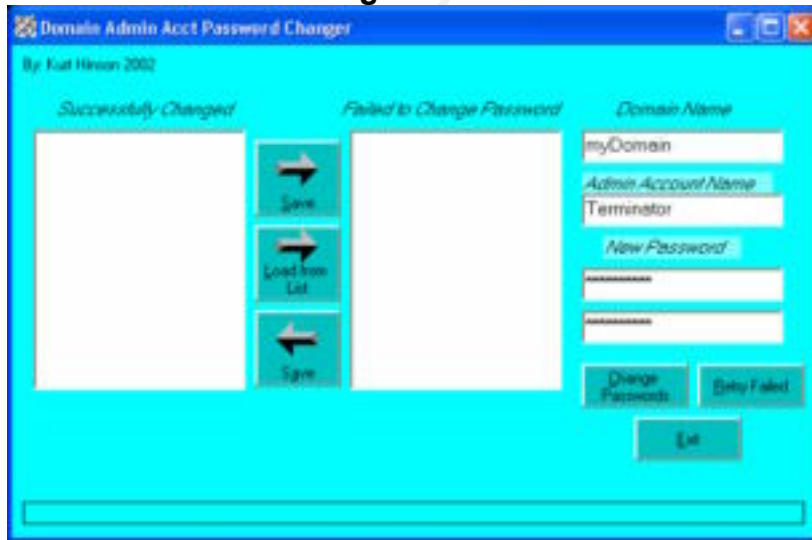 Domain Admin Acct Password Changer
By: Kurt Hinson 2002
Successfully Changed
Failed to Change Password
Domain Name
myDomain
Admin Account Name
Terminator
New Password
Save
Load from
List
Save
Change
Passwords
Retry Failed
Exit